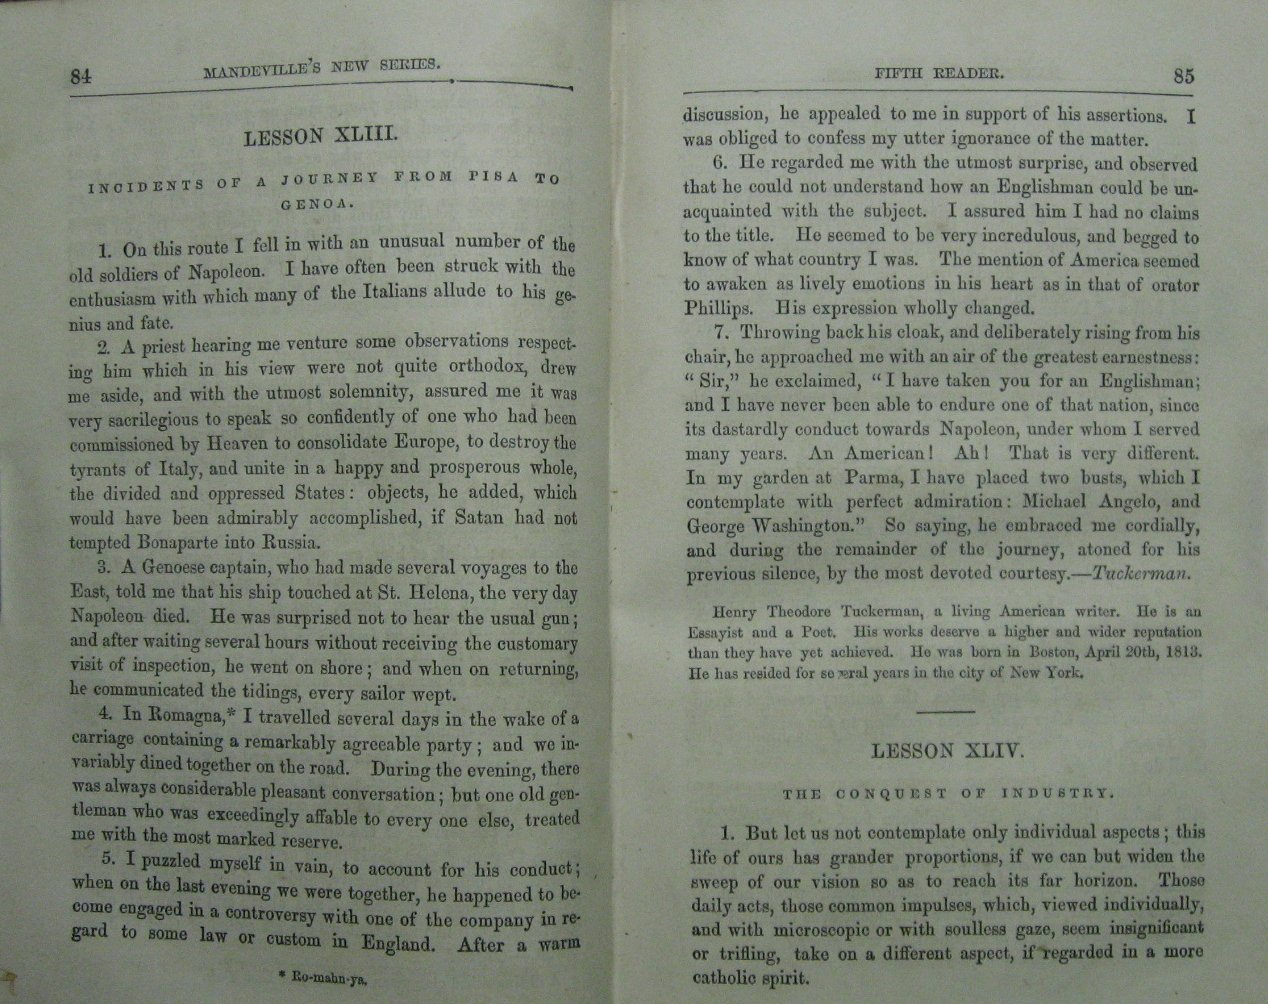 84
MANDEVILLE'S NEW SERIES.
LESSON XLIII.
INCIDENTS OF A JOURNEY FROM PISA TO
GENOA.
1. On this route I fell in with an unusual number of the
old soldiers of Napoleon. I have often been struck with the
enthusiasm with which many of the Italians allude to his ge-
nius and fate.
2. A priest hearing me venture some observations respect-
ing him which in his view were not quite orthodox, drew
me aside, and with the utmost solemnity, assured me it was
very sacrilegious to speak so confidently of one who had been
commissioned by Heaven to consolidate Europe, to destroy the
tyrants of Italy, and unite in a happy and prosperous whole,
the divided and oppressed States: objects, he added, which
would have been admirably accomplished, if Satan had not
tempted Bonaparte into Russia.
3. A Genoese captain, who had made several voyages to the
East, told me that his ship touched at St. Helena, the very day
Napoleon died. He was surprised not to hear the usual gun;
and after waiting several hours without receiving the customary
visit of inspection, he went on shore; and when on returning,
he communicated the tidings, every sailor wept.
4. In Romagna,* I travelled several days in the wake of a
carriage containing a remarkably agreeable party; and we in-
variably dined together on the road. During the evening, there
was always considerable pleasant conversation; but one old gen-
tleman who was exceedingly affable to every one else, treated
me with the most marked reserve.
5. I puzzled myself in vain, to account for his conduct;
when on the last evening we were together, he happened to be-
come engaged in a controversy with one of the company in re-
gard to some law or custom in England. After a warm
* Ro-mahn-ya.
FIFTH READER.
85
discussion, he appealed to me in support of his assertions. I
was obliged to confess my utter ignorance of the matter.
6. He regarded me with the utmost surprise, and observed
that he could not understand how an Englishman could be un-
acquainted with the subject. I assured him I had no claims
to the title. He seemed to be very incredulous, and begged to
know of what country I was. The mention of America seemed
to awaken as lively emotions in his heart as in that of orator
Phillips. His expression wholly changed.
7. Throwing back his cloak, and deliberately rising from his
chair, he approached me with an air of the greatest earnestness:
"Sir," he exclaimed, "I have taken you for an Englishman;
and I have never been able to endure one of that nation, since
its dastardly conduct towards Napoleon, under whom I served
many years. An American! Ah! That is very different.
In my garden at Parma, I have placed two busts, which I
contemplate with perfect admiration: Michael Angelo, and
George Washington." So saying, he embraced me cordially,
and during the remainder of the journey, atoned for his
previous silence, by the most devoted courtesy.—Tuckerman.
Henry Theodore Tuckerman, a living American writer. He is an
Essayist and a Poet. His works deserve a higher and wider reputation
than they have yet achieved. He was born in Boston, April 20th, 1813.
He has resided for several years in the city of New York.
LESSON XLIV.
THE CONQUEST OF INDUSTRY.
1. But let us not contemplate only individual aspects; this
life of ours has grander proportions, if we can but widen the
sweep of our vision so as to reach its far horizon. Those
daily acts, those common impulses, which, viewed individually,
and with microscopic or with soulless gaze, seem insignificant
or trifling, take on a different aspect, if regarded in a more
catholic spirit.